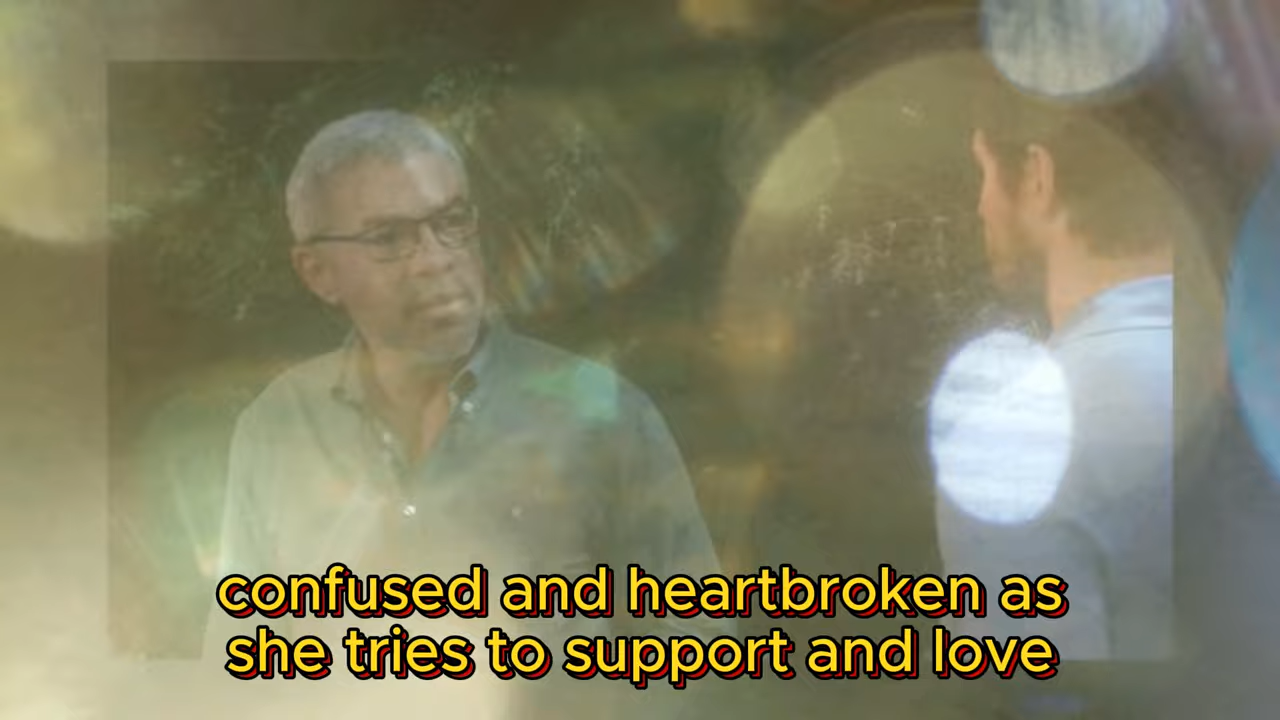 confused and heartbroken as
she tries to support and love